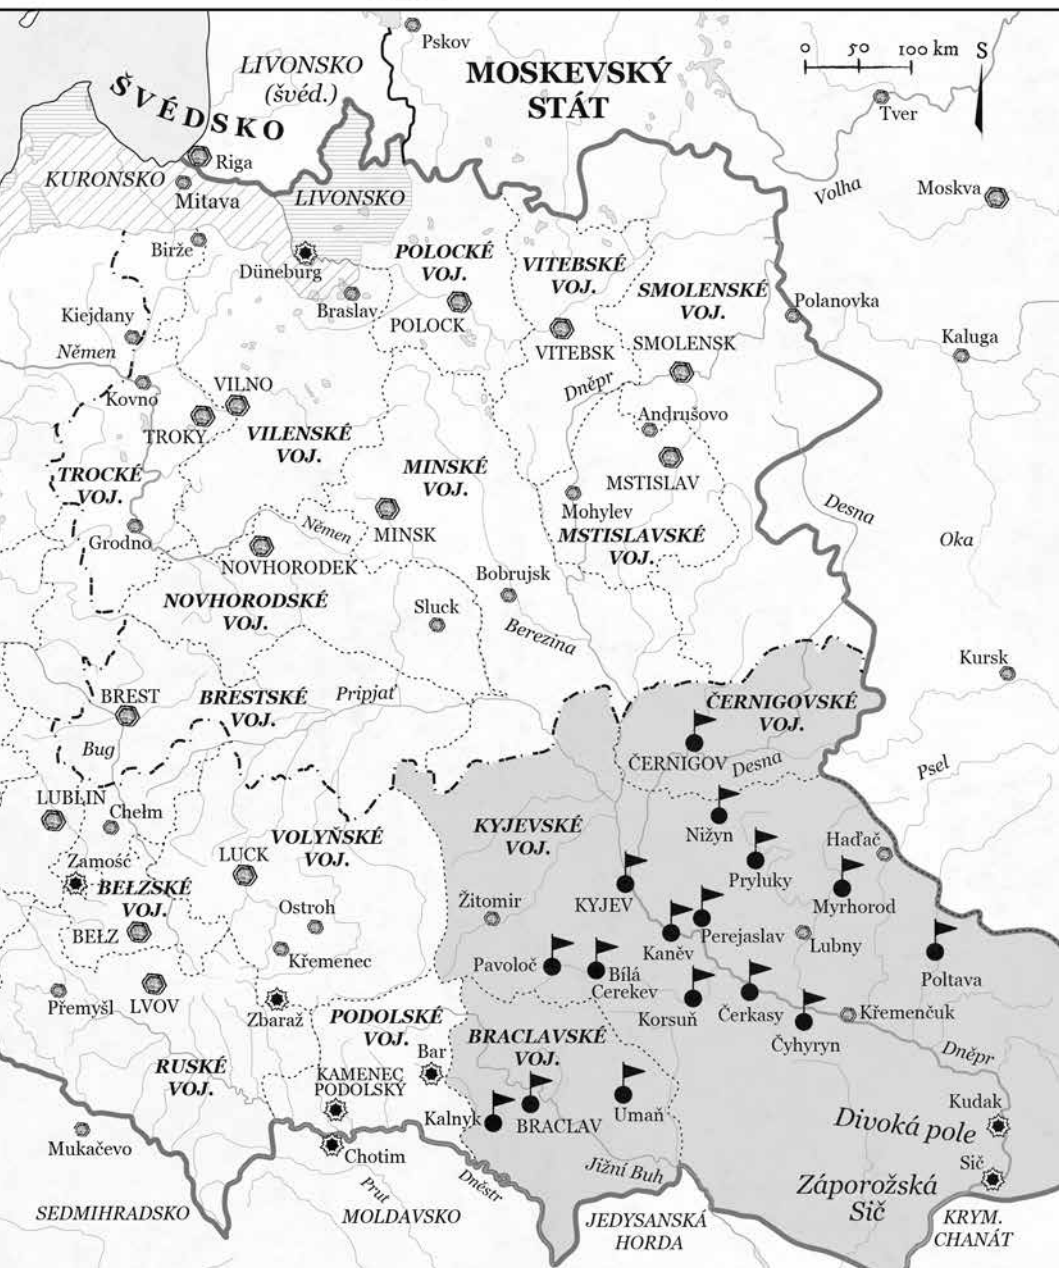 Pskov
LIVONSKO
(švéd.)
MOSKEVSKÝ
STÁT
0 50 100 km
S
ŠVÉDSKO
Tver
Riga
KURONSKO
Mitava
LIVONSKO
Volha
Moskva
Birže
Düneburg
POLOCKÉ
VOJ.
VITEBSKÉ
VOJ.
SMOLENSKÉ
VOJ.
Braslav
POLOCK
Polanovka
Kiejdany
VITEBSK
SMOLENSK
Kaluga
Němen
Kovno
VILNO
Dněpr
TROKY
VILENSKÉ
VOJ.
Andrušovo
TROCKÉ
VOJ.
MINSKÉ
VOJ.
MSTISLAV
Mohylev
Desna
Grodno
Němen
MINSK
MSTISLAVSKÉ
VOJ.
Oka
NOVHORODEK
Bobrujsk
NOVHORODSKÉ
VOJ.
Sluck
Berezina
Kursk
BREST
BRESTSKÉ
VOJ.
Pripjať
ČERNIGOVSKÉ
VOJ.
Bug
ČERNIGOV
Desna
Psel
LUBLIN
Chełm
Nižyn
VOLYŇSKÉ
VOJ.
KYJEVSKÉ
VOJ.
Haďač
Zamość
LUCK
Pryluky
BEŁZSKÉ
VOJ.
KYJEV
Myrhorod
Ostroh
Žitomir
BEŁZ
Perejaslav
Lubny
Křemenec
Kaněv
Pavoloč
Bílá
Cerekev
Poltava
Přemyšl
LVOV
Zbaraž
Korsuň
Čerkasy
Křemenčuk
PODOLSKÉ
VOJ.
BRACLAVSKÉ
VOJ.
Čyhyryn
Dněpr
RUSKÉ
VOJ.
Bar
KAMENEC
PODOLSKÝ
Kudak
Kalnyk
BRACLAV
Umaň
Divoká pole
Mukačevo
Chotim
Sič
Jižní Buh
Prut
Dněstr
Záporožská
Sič
SEDMIHRADSKO
MOLDAVSKO
JEDYSANSKÁ
HORDA
KRYM.
CHANÁT